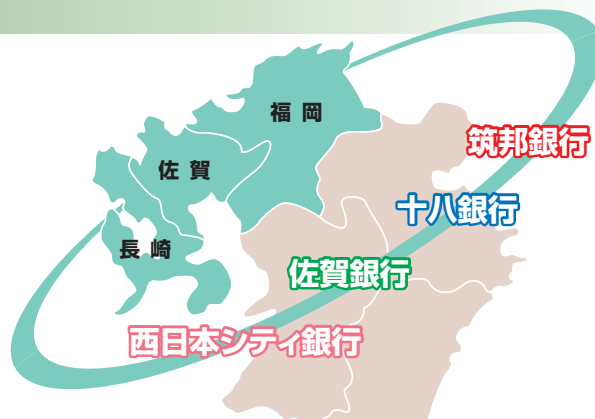 福岡
佐賀
長崎
筑邦銀行
十八銀行
佐賀銀行
西日本シティ銀行